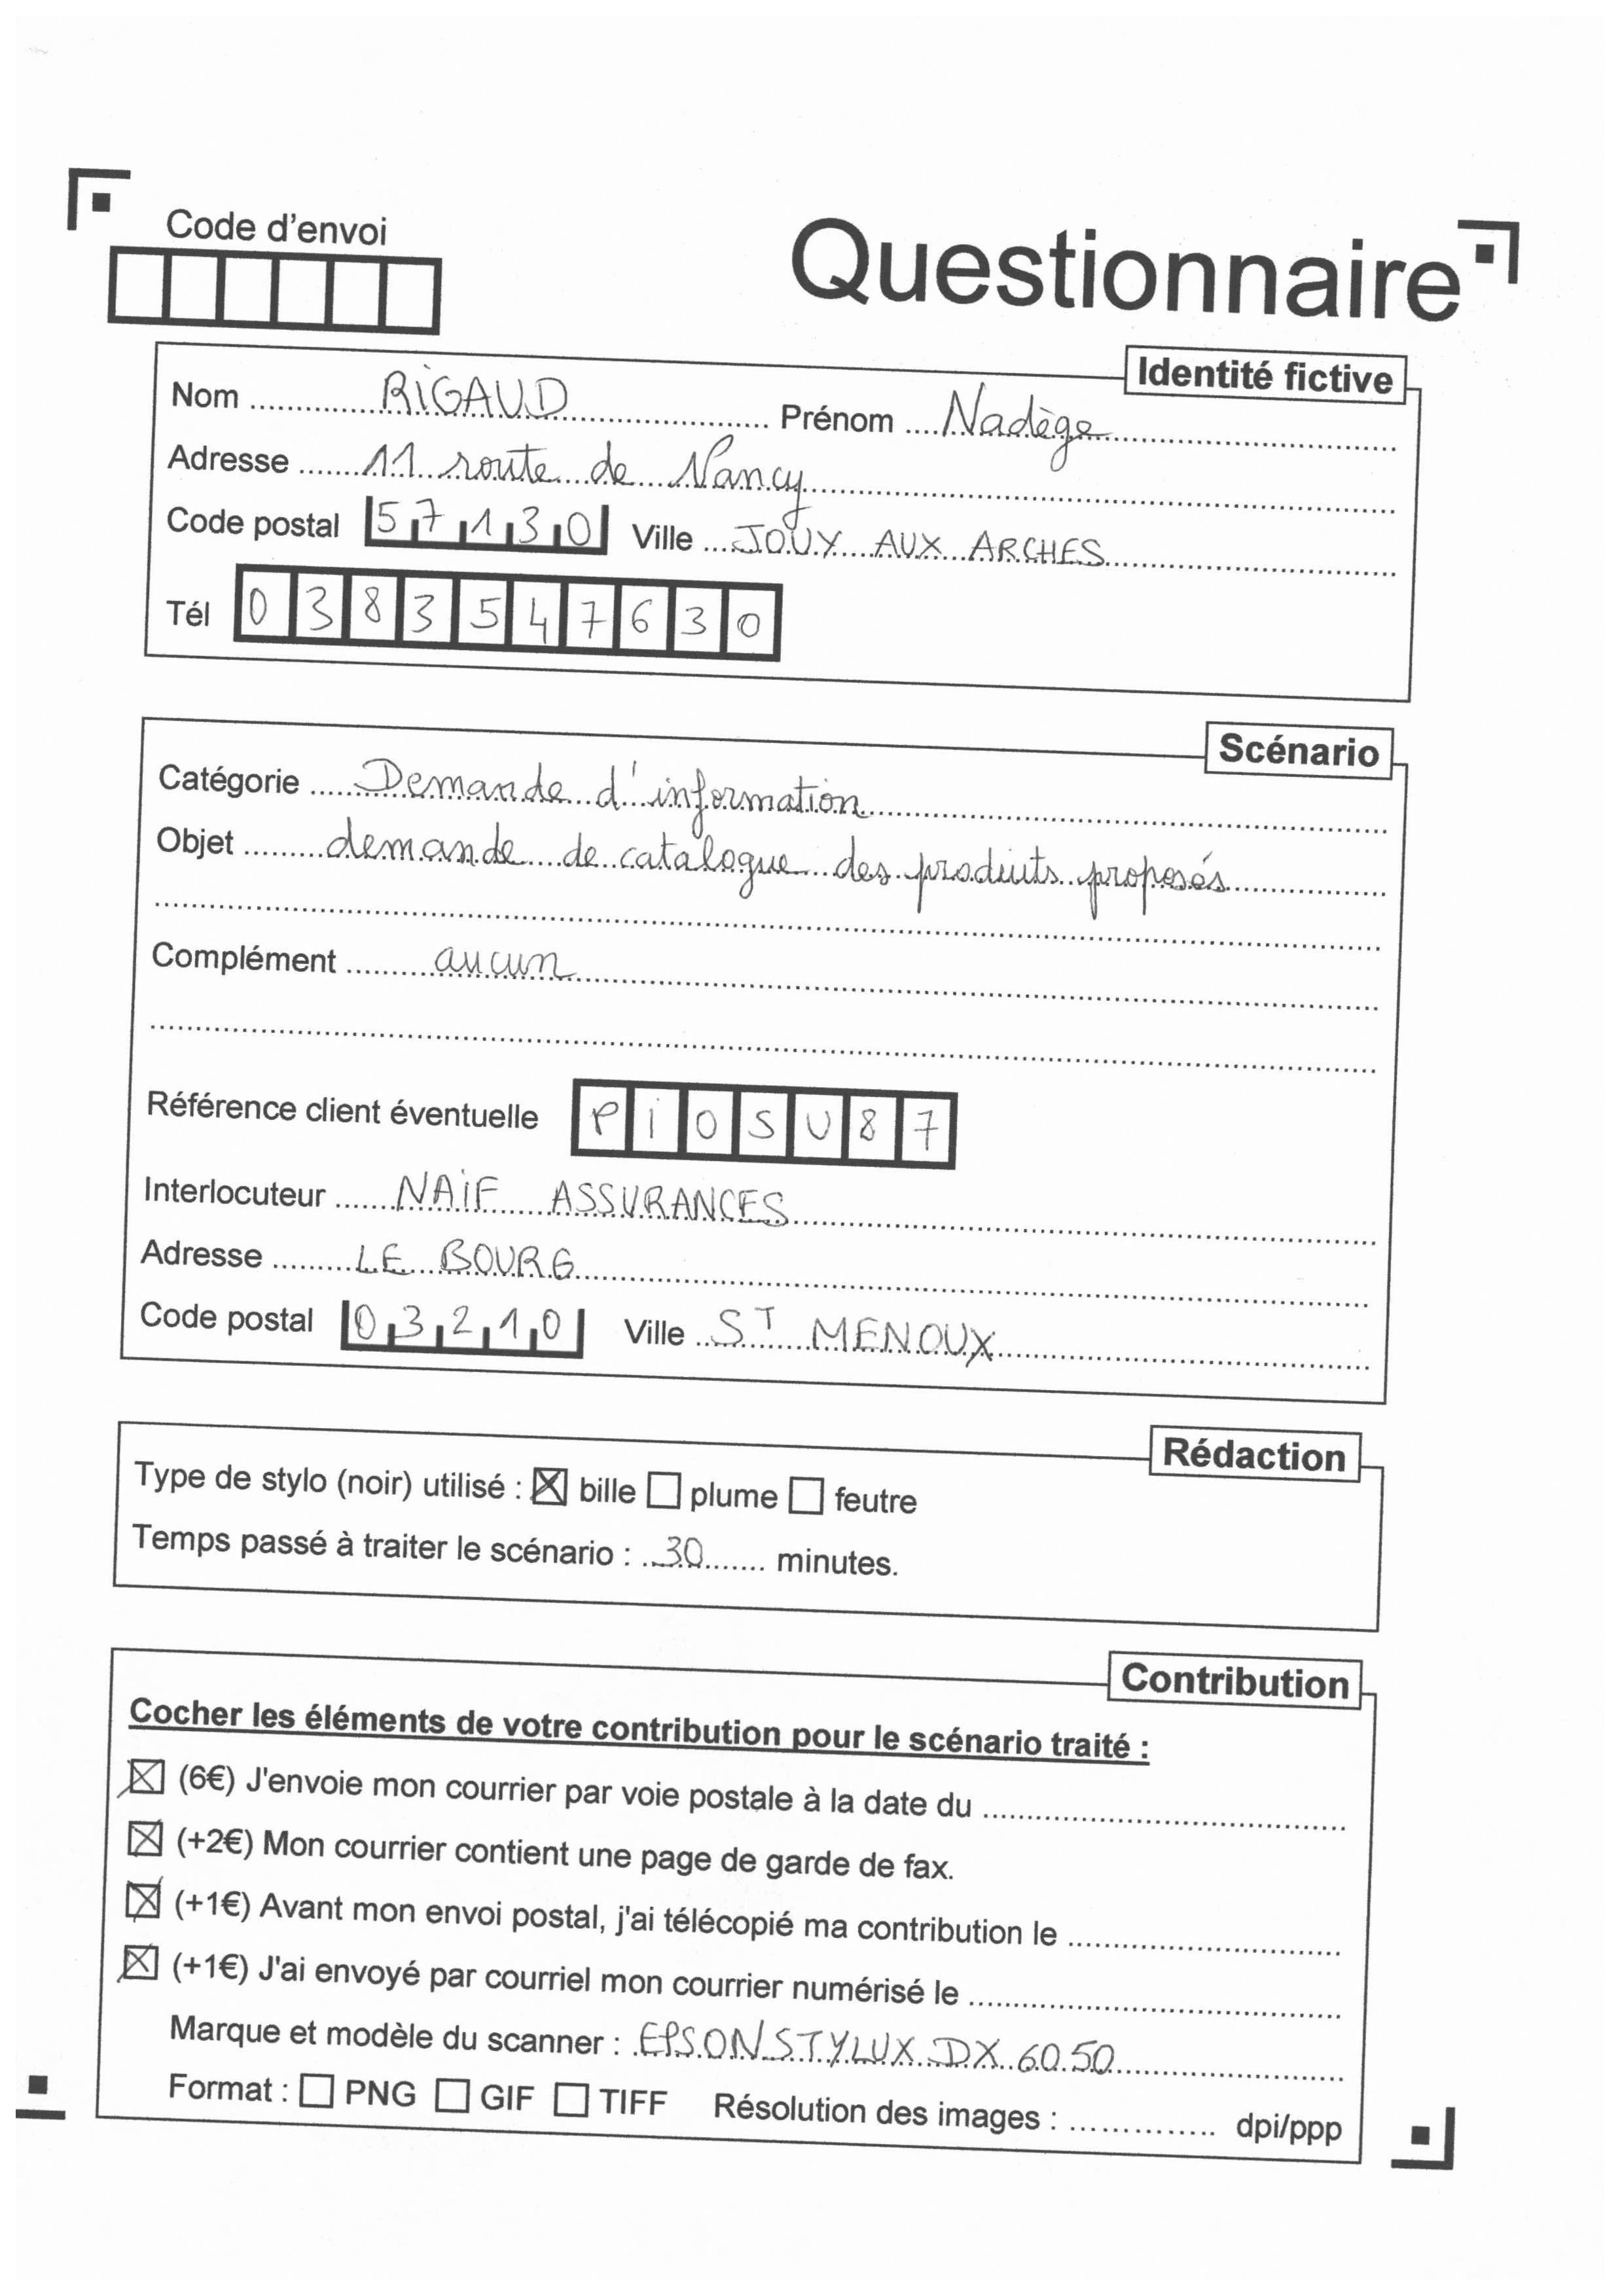 Code d'envoi
Questionnaire
Identité fictive
Nom RIGAUD Prénom Nadège
Adresse 11 route de Nancy
Code postal 57130 Ville JOUY AUX ARCHES
Tél 0383547630
Scénario
Catégorie Demande d'information
Objet demande de catalogue des produits proposés
Complément aucun
Référence client éventuelle PIOSU87
Interlocuteur NAIF ASSURANCES
Adresse LE BOURG
Code postal 03210 Ville ST MENOUX
Rédaction
Type de stylo (noir) utilisé : ☒ bille ☐ plume ☐ feutre
Temps passé à traiter le scénario : 30 minutes.
Contribution
Cocher les éléments de votre contribution pour le scénario traité :
☒ (6€) J'envoie mon courrier par voie postale à la date du
☒ (+2€) Mon courrier contient une page de garde de fax.
☒ (+1€) Avant mon envoi postal, j'ai télécopié ma contribution le
☒ (+1€) J'ai envoyé par courriel mon courrier numérisé le
Marque et modèle du scanner : EPSON STYLUX DX 6050
Format : ☐ PNG ☐ GIF ☐ TIFF Résolution des images : dpi/ppp